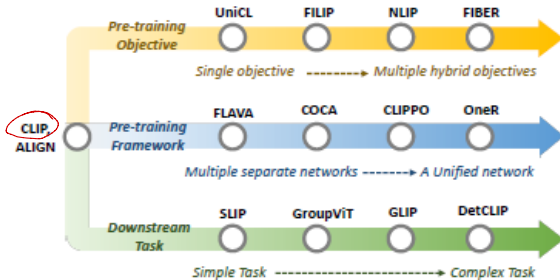 UniCL FILIP NLIP FIBER
Pre-training
Objective
Single objective Multiple hybrid objectives
FLAVA COCA CLIPPO OneR
CLIP,
ALIGN
Pre-training
Framework
Multiple separate networks A Unified network
SLIP GroupViT GLIP DetCLIP
Downstream
Task
Simple Task Complex Task